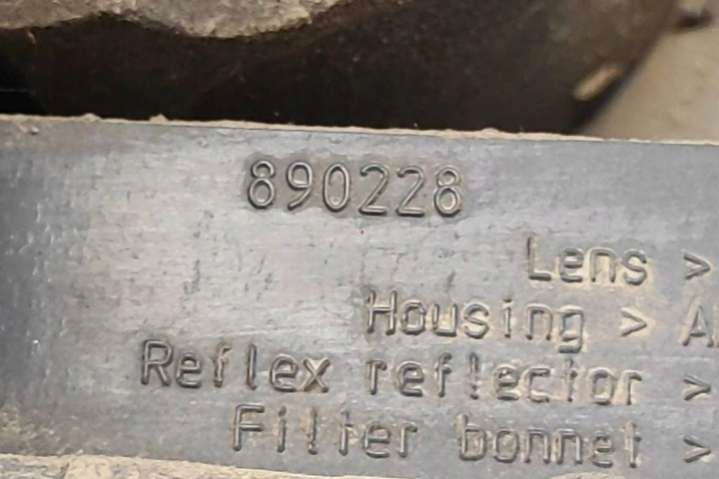 890228
Lens >
Housing > A
Reflex reflector >
Filter bonnet >